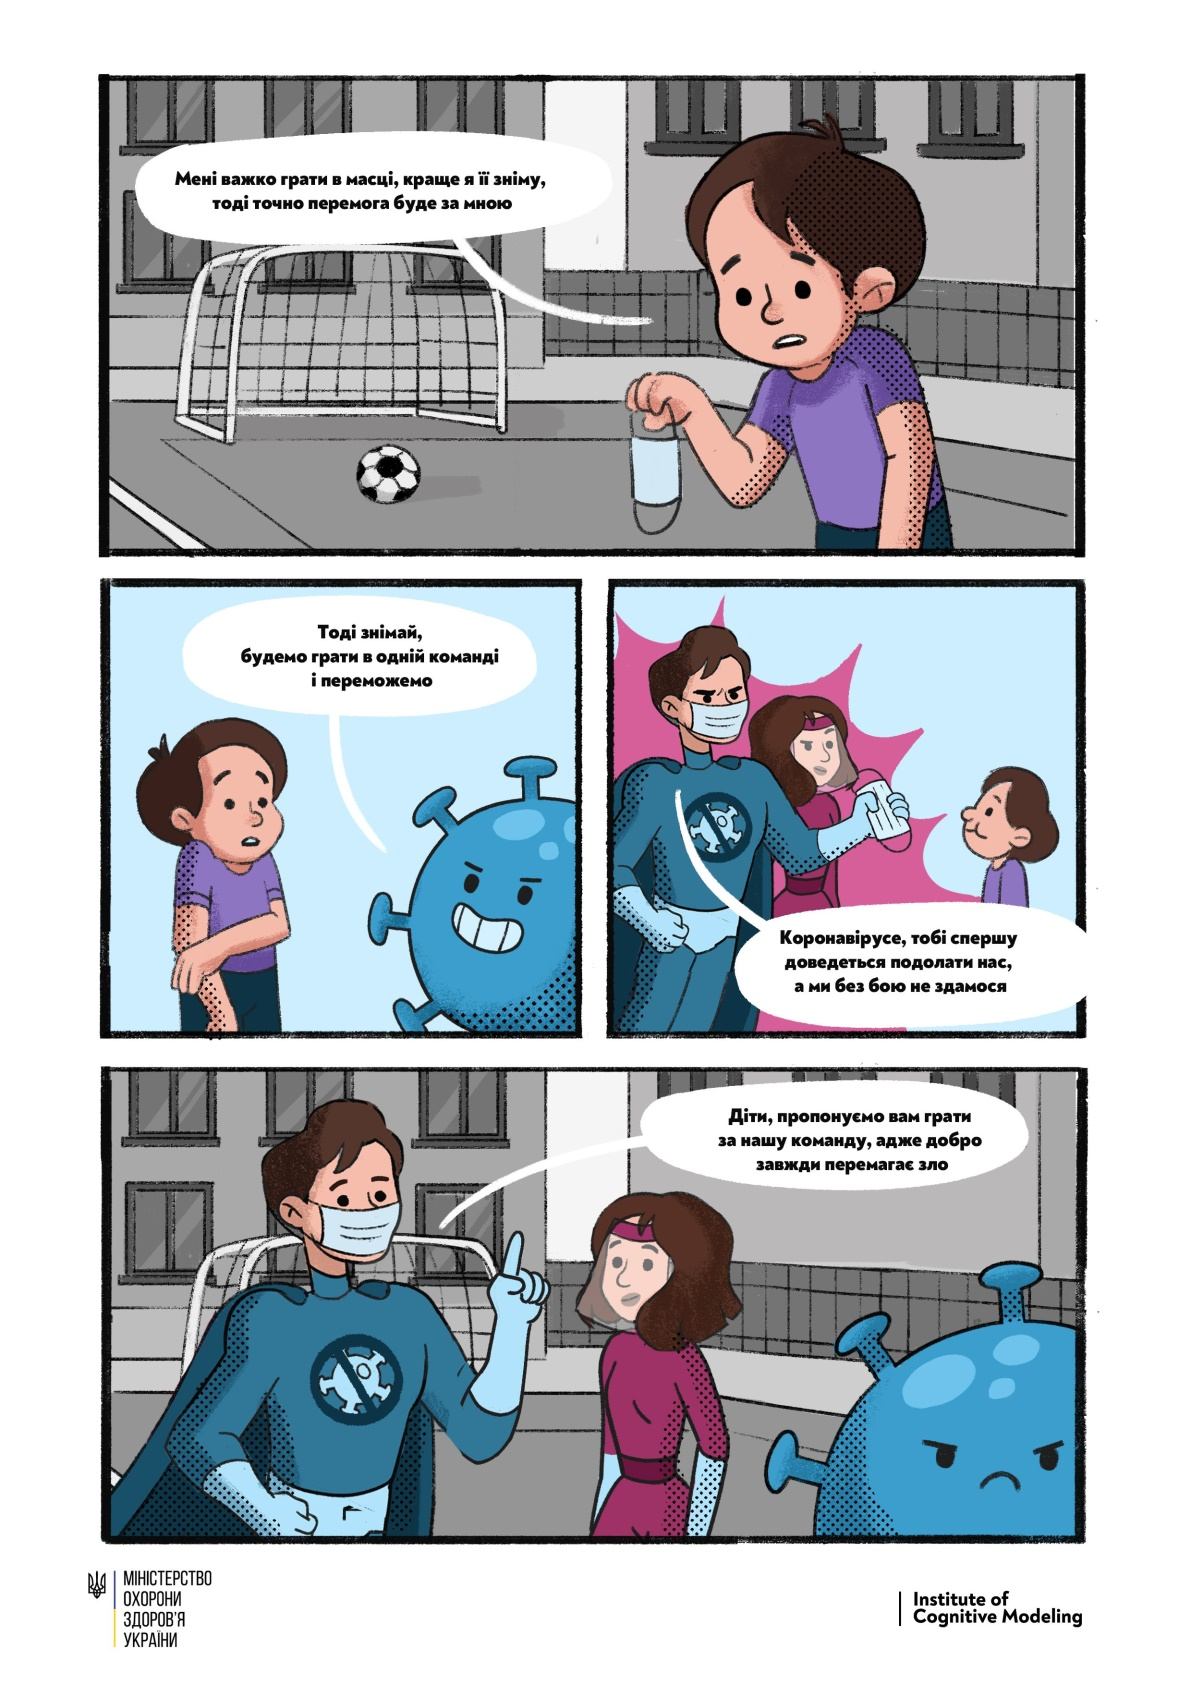 Мені важко грати в масці, краще я її зніму,
тоді точно перемога буде за мною
Тоді знімай,
будемо грати в одній команді
і переможемо
Коронавірусе, тобі спершу
доведеться подолати нас,
а ми без бою не здамося
Діти, пропонуємо вам грати
за нашу команду, адже добро
завжди перемагає зло
МІНІСТЕРСТВО
ОХОРОНИ
ЗДОРОВ'Я
УКРАЇНИ
Institute of
Cognitive Modeling